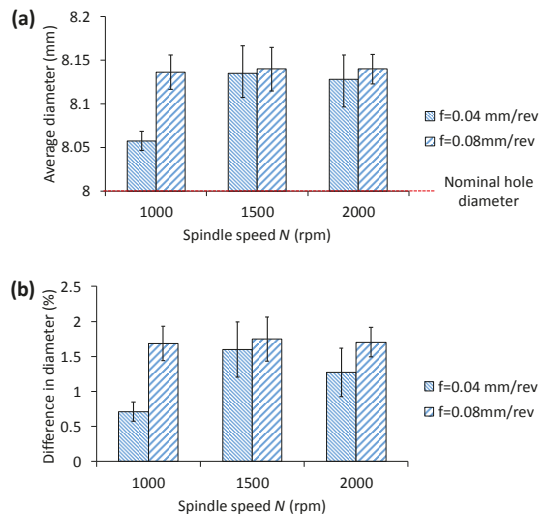 (a)
Average diameter (mm)
8.2
8.15
8.1
8.05
8
1000
1500
2000
Spindle speed N (rpm)
f=0.04 mm/rev
f=0.08mm/rev
Nominal hole
diameter
(b)
Difference in diameter (%)
2.5
2
1.5
1
0.5
0
1000
1500
2000
Spindle speed N (rpm)
f=0.04 mm/rev
f=0.08mm/rev